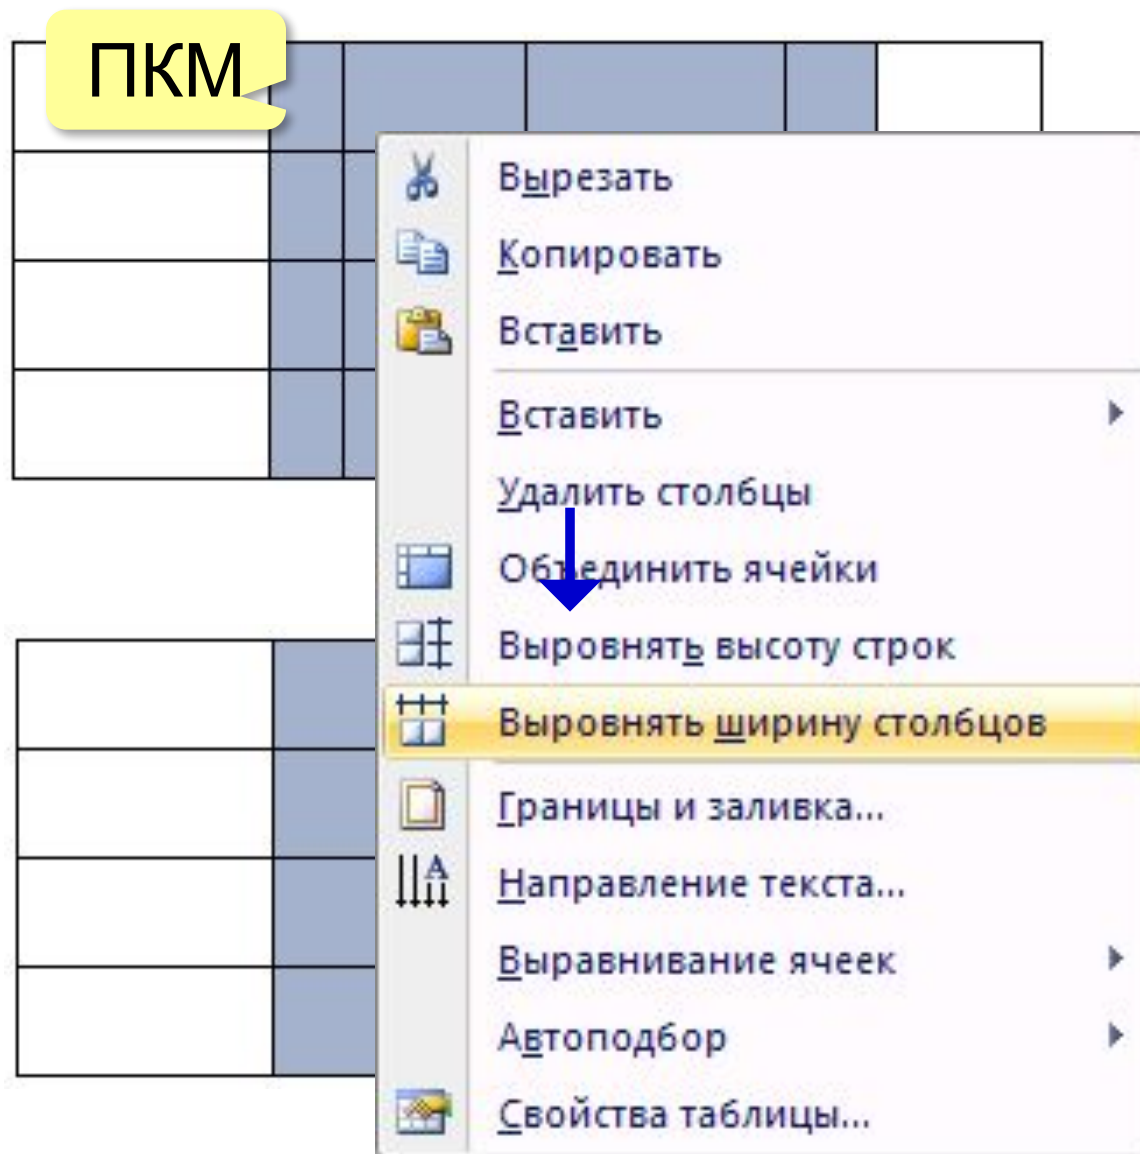 ПКМ
Вырезать
Копировать
Вставить
Вставить
Удалить столбцы
Объединить ячейки
Выровнять высоту строк
Выровнять ширину столбцов
Границы и заливка...
Направление текста...
Выравнивание ячеек
Автоподбор
Свойства таблицы...